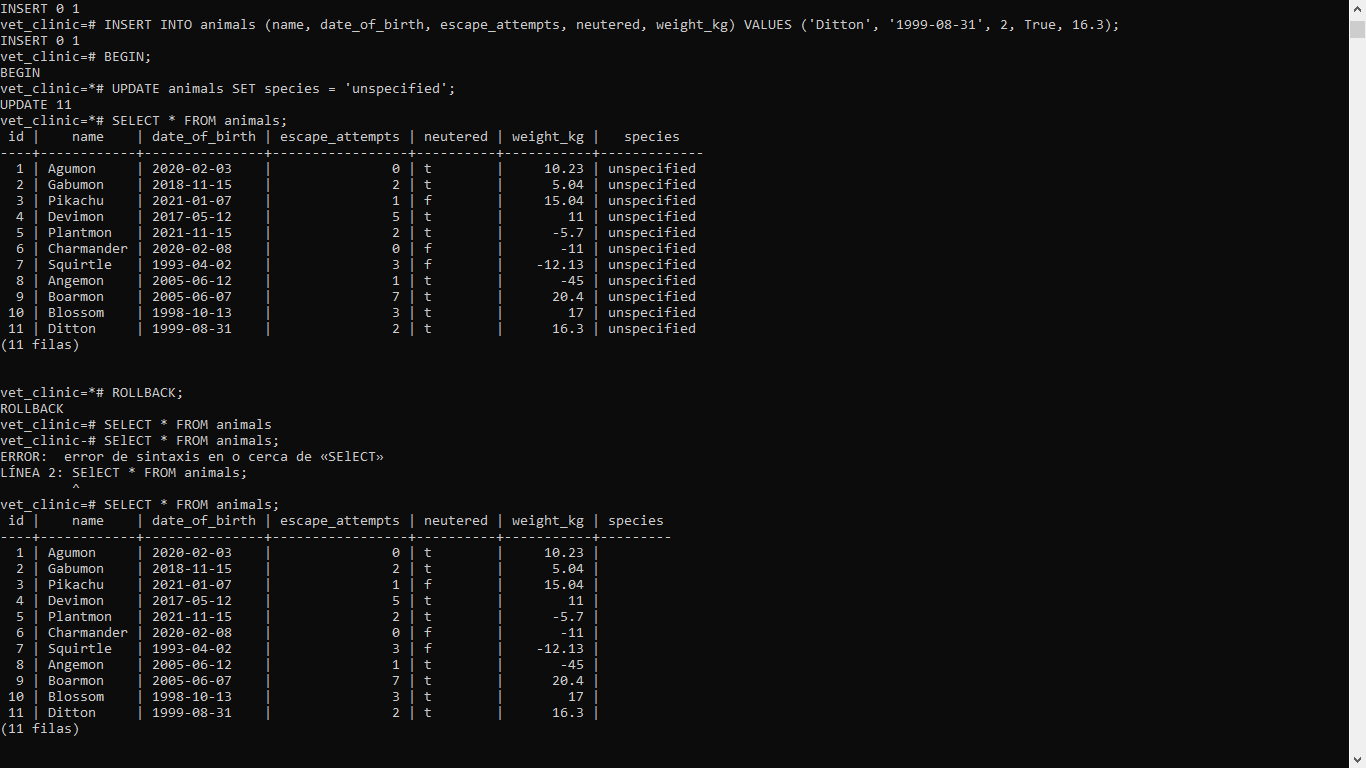 INSERT 0 1
vet_clinic=# INSERT INTO animals (name, date_of_birth, escape_attempts, neutered, weight_kg) VALUES ('Ditton', '1999-08-31', 2, True, 16.3);
INSERT 0 1
vet_clinic=# BEGIN;
BEGIN
vet_clinic=*# UPDATE animals SET species = 'unspecified';
UPDATE 11
vet_clinic=*# SELECT * FROM animals;
 id |    name    | date_of_birth | escape_attempts | neutered | weight_kg |   species
----+------------+---------------+-----------------+----------+-----------+-------------
  1 | Agumon     | 2020-02-03    |               0 | t        |     10.23 | unspecified
  2 | Gabumon    | 2018-11-15    |               2 | t        |      5.04 | unspecified
  3 | Pikachu    | 2021-01-07    |               1 | f        |     15.04 | unspecified
  4 | Devimon    | 2017-05-12    |               5 | t        |        11 | unspecified
  5 | Plantmon   | 2021-11-15    |               2 | t        |      -5.7 | unspecified
  6 | Charmander | 2020-02-08    |               0 | f        |       -11 | unspecified
  7 | Squirtle   | 1993-04-02    |               3 | f        |    -12.13 | unspecified
  8 | Angemon    | 2005-06-12    |               1 | t        |       -45 | unspecified
  9 | Boarmon    | 2005-06-07    |               7 | t        |      20.4 | unspecified
 10 | Blossom    | 1998-10-13    |               3 | t        |        17 | unspecified
 11 | Ditton     | 1999-08-31    |               2 | t        |      16.3 | unspecified
(11 filas)
vet_clinic=*# ROLLBACK;
ROLLBACK
vet_clinic=# SELECT * FROM animals
vet_clinic-# SElECT * FROM animals;
ERROR:  error de sintaxis en o cerca de «SElECT»
LÍNEA 2: SElECT * FROM animals;
         ^
vet_clinic=# SELECT * FROM animals;
 id |    name    | date_of_birth | escape_attempts | neutered | weight_kg | species
----+------------+---------------+-----------------+----------+-----------+---------
  1 | Agumon     | 2020-02-03    |               0 | t        |     10.23 |
  2 | Gabumon    | 2018-11-15    |               2 | t        |      5.04 |
  3 | Pikachu    | 2021-01-07    |               1 | f        |     15.04 |
  4 | Devimon    | 2017-05-12    |               5 | t        |        11 |
  5 | Plantmon   | 2021-11-15    |               2 | t        |      -5.7 |
  6 | Charmander | 2020-02-08    |               0 | f        |       -11 |
  7 | Squirtle   | 1993-04-02    |               3 | f        |    -12.13 |
  8 | Angemon    | 2005-06-12    |               1 | t        |       -45 |
  9 | Boarmon    | 2005-06-07    |               7 | t        |      20.4 |
 10 | Blossom    | 1998-10-13    |               3 | t        |        17 |
 11 | Ditton     | 1999-08-31    |               2 | t        |      16.3 |
(11 filas)